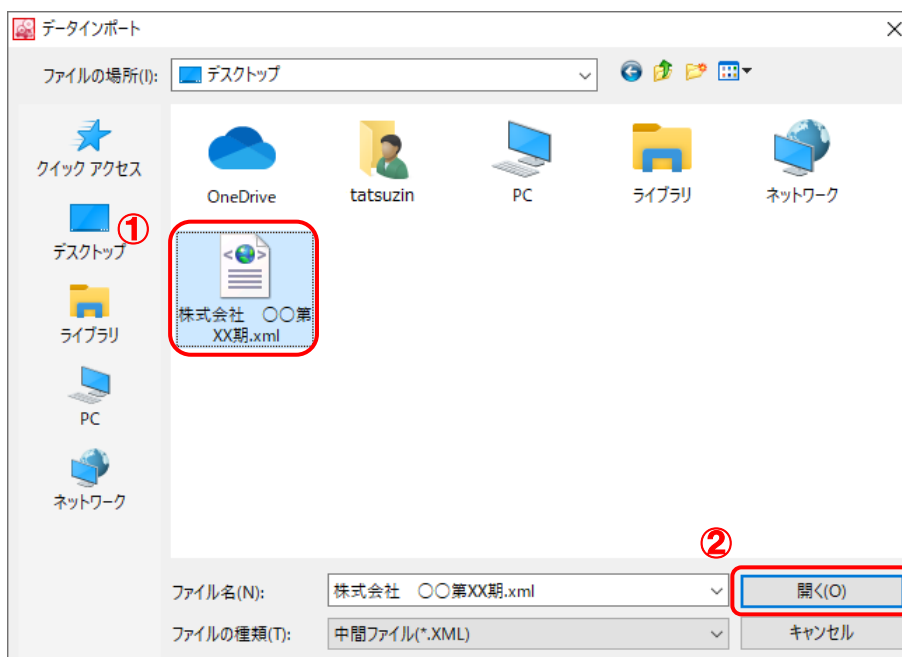 データインポート
ファイルの場所(I):
デスクトップ
クイック アクセス
OneDrive
tatsuzin
PC
ライブラリ
ネットワーク
①
デスクトップ
株式会社　〇〇第
XX期.xml
ライブラリ
PC
ネットワーク
②
ファイル名(N):
株式会社　〇〇第XX期.xml
開く(O)
ファイルの種類(T):
中間ファイル(*.XML)
キャンセル